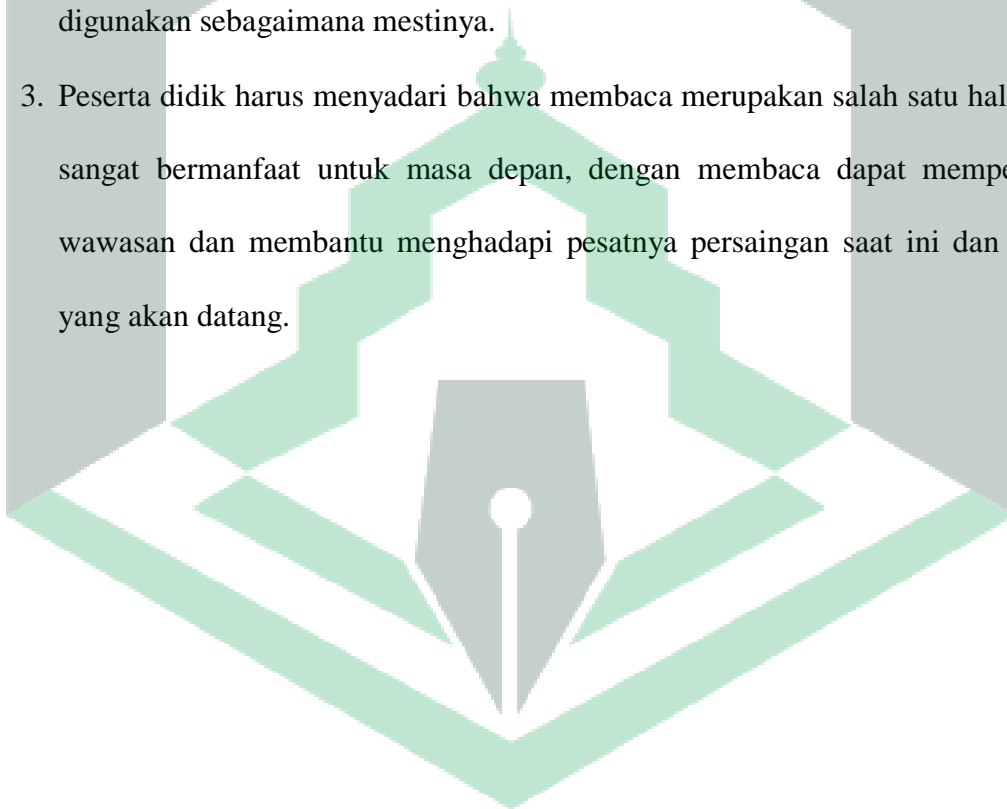 digunakan sebagaimana mestinya.
3. Peserta didik harus menyadari bahwa membaca merupakan salah satu hal
sangat bermanfaat untuk masa depan, dengan membaca dapat
wawasan dan membantu menghadapi pesatnya persaingan saat ini dan
yang akan datang.